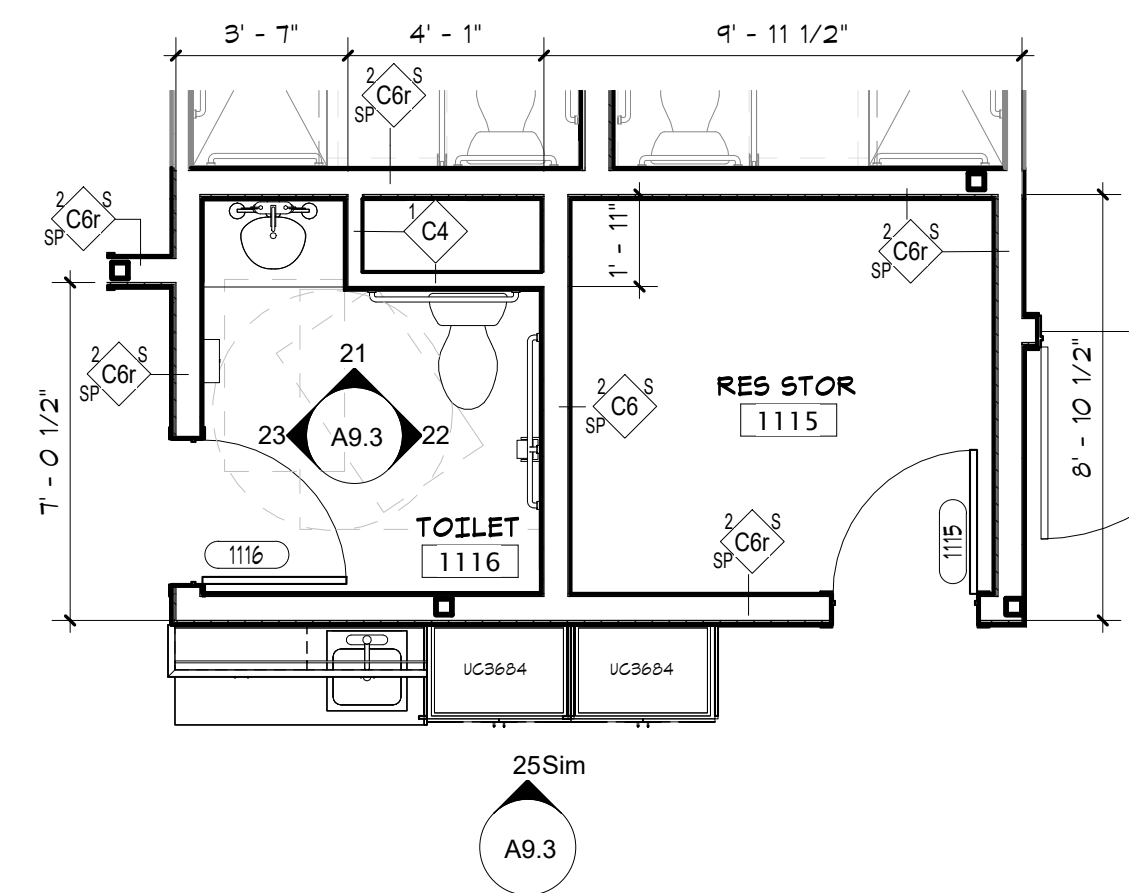 3' - 7"
4' - 1"
9' - 11 1/2"
2 S
C6r
SP
2 S
C6r
SP
1
C4
1' - 11"
2 S
C6r
SP
2 S
C6r
SP
21
23 A9.3 22
2 S
C6
SP
RES STOR
1115
7' - 0 1/2"
8' - 10 1/2"
TOILET
1116
1116
2 S
C6r
SP
1115
UC3684
UC3684
25Sim
A9.3